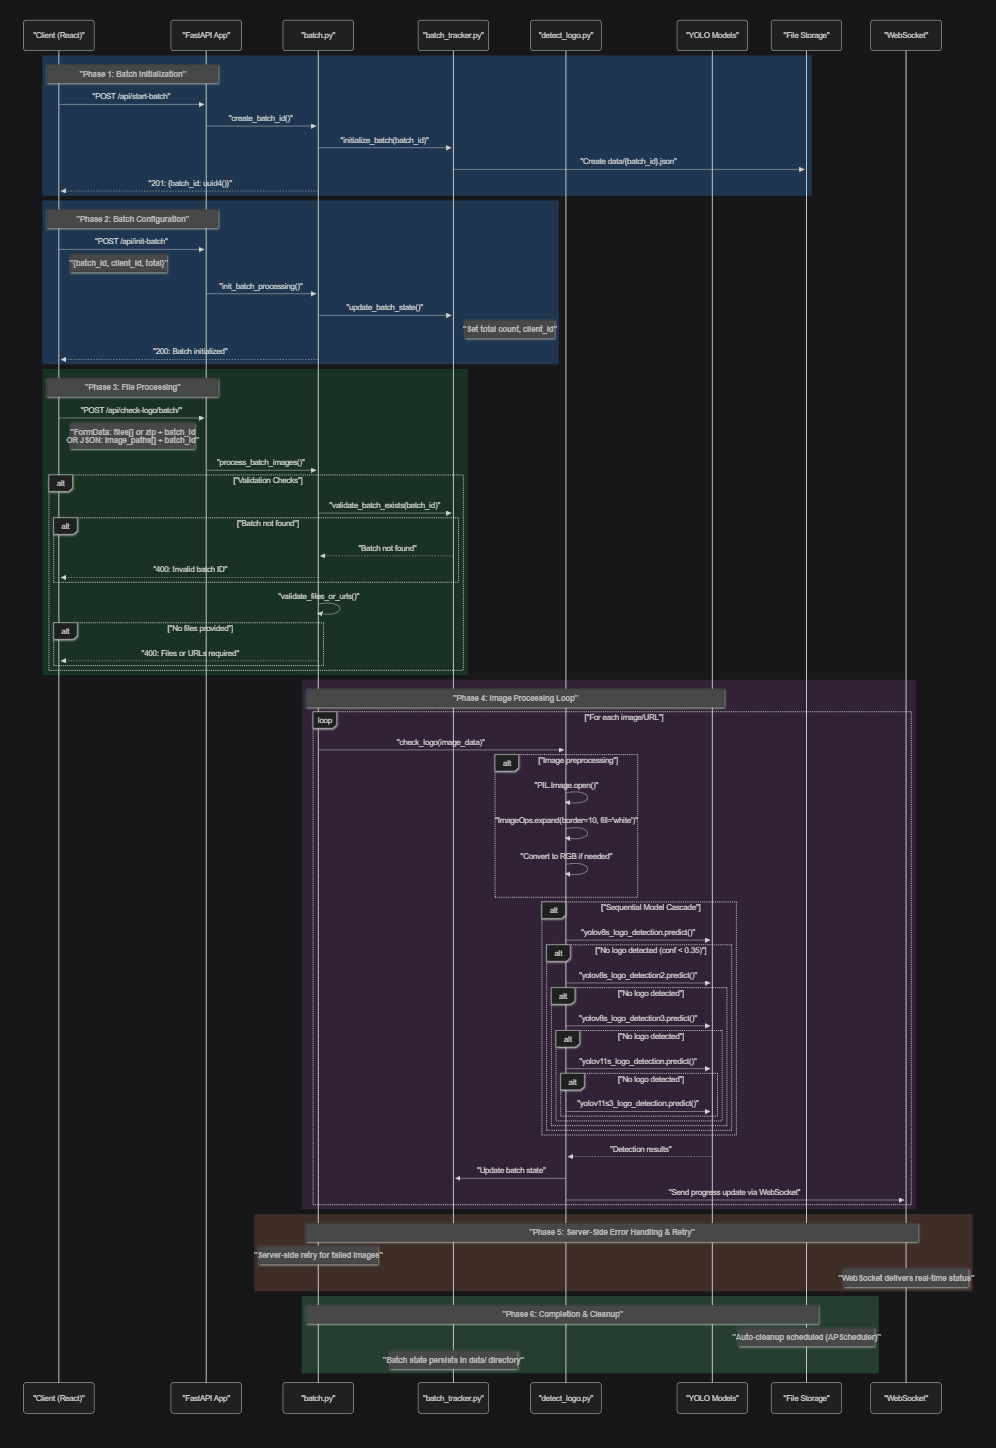 "Client (React)"
"FastAPI App"
"batch.py"
"batch_tracker.py"
"detect_logo.py"
"YOLO Models"
"File Storage"
"WebSocket"
"Phase 1: Batch Initialization"
"POST /api/start-batch"
"create_batch_id()"
"initialize_batch(batch_id)"
"Create data/{batch_id}.json"
"201: {batch_id: uuid4()}"
"Phase 2: Batch Configuration"
"POST /api/init-batch"
"{batch_id, client_id, total}"
"init_batch_processing()"
"update_batch_state()"
"Set total count, client_id"
"200: Batch initialized"
"Phase 3: File Processing"
"POST /api/check-logo/batch/"
"FormData: files[] or zip + batch_id
OR JSON: image_paths[] + batch_id"
"process_batch_images()"
alt
["Validation Checks"]
"validate_batch_exists(batch_id)"
alt
["Batch not found"]
"Batch not found"
"400: Invalid batch ID"
"validate_files_or_urls()"
alt
["No files provided"]
"400: Files or URLs required"
"Phase 4: Image Processing Loop"
loop
["For each image/URL"]
"check_logo(image_data)"
alt
["Image preprocessing"]
"PIL.Image.open()"
"ImageOps.expand(border=10, fill='white')"
"Convert to RGB if needed"
alt
["Sequential Model Cascade"]
"yolov8s_logo_detection.predict()"
alt
["No logo detected (conf < 0.35)"]
"yolov8s_logo_detection2.predict()"
alt
["No logo detected"]
"yolov8s_logo_detection3.predict()"
alt
["No logo detected"]
"yolov11s_logo_detection.predict()"
alt
["No logo detected"]
"yolov11s3_logo_detection.predict()"
"Detection results"
"Update batch state"
"Send progress update via WebSocket"
"Phase 5: Server-Side Error Handling & Retry"
"Server-side retry for failed images"
"WebSocket delivers real-time status"
"Phase 6: Completion & Cleanup"
"Auto-cleanup scheduled (APScheduler)"
"Batch state persists in data/ directory"
"Client (React)"
"FastAPI App"
"batch.py"
"batch_tracker.py"
"detect_logo.py"
"YOLO Models"
"File Storage"
"WebSocket"